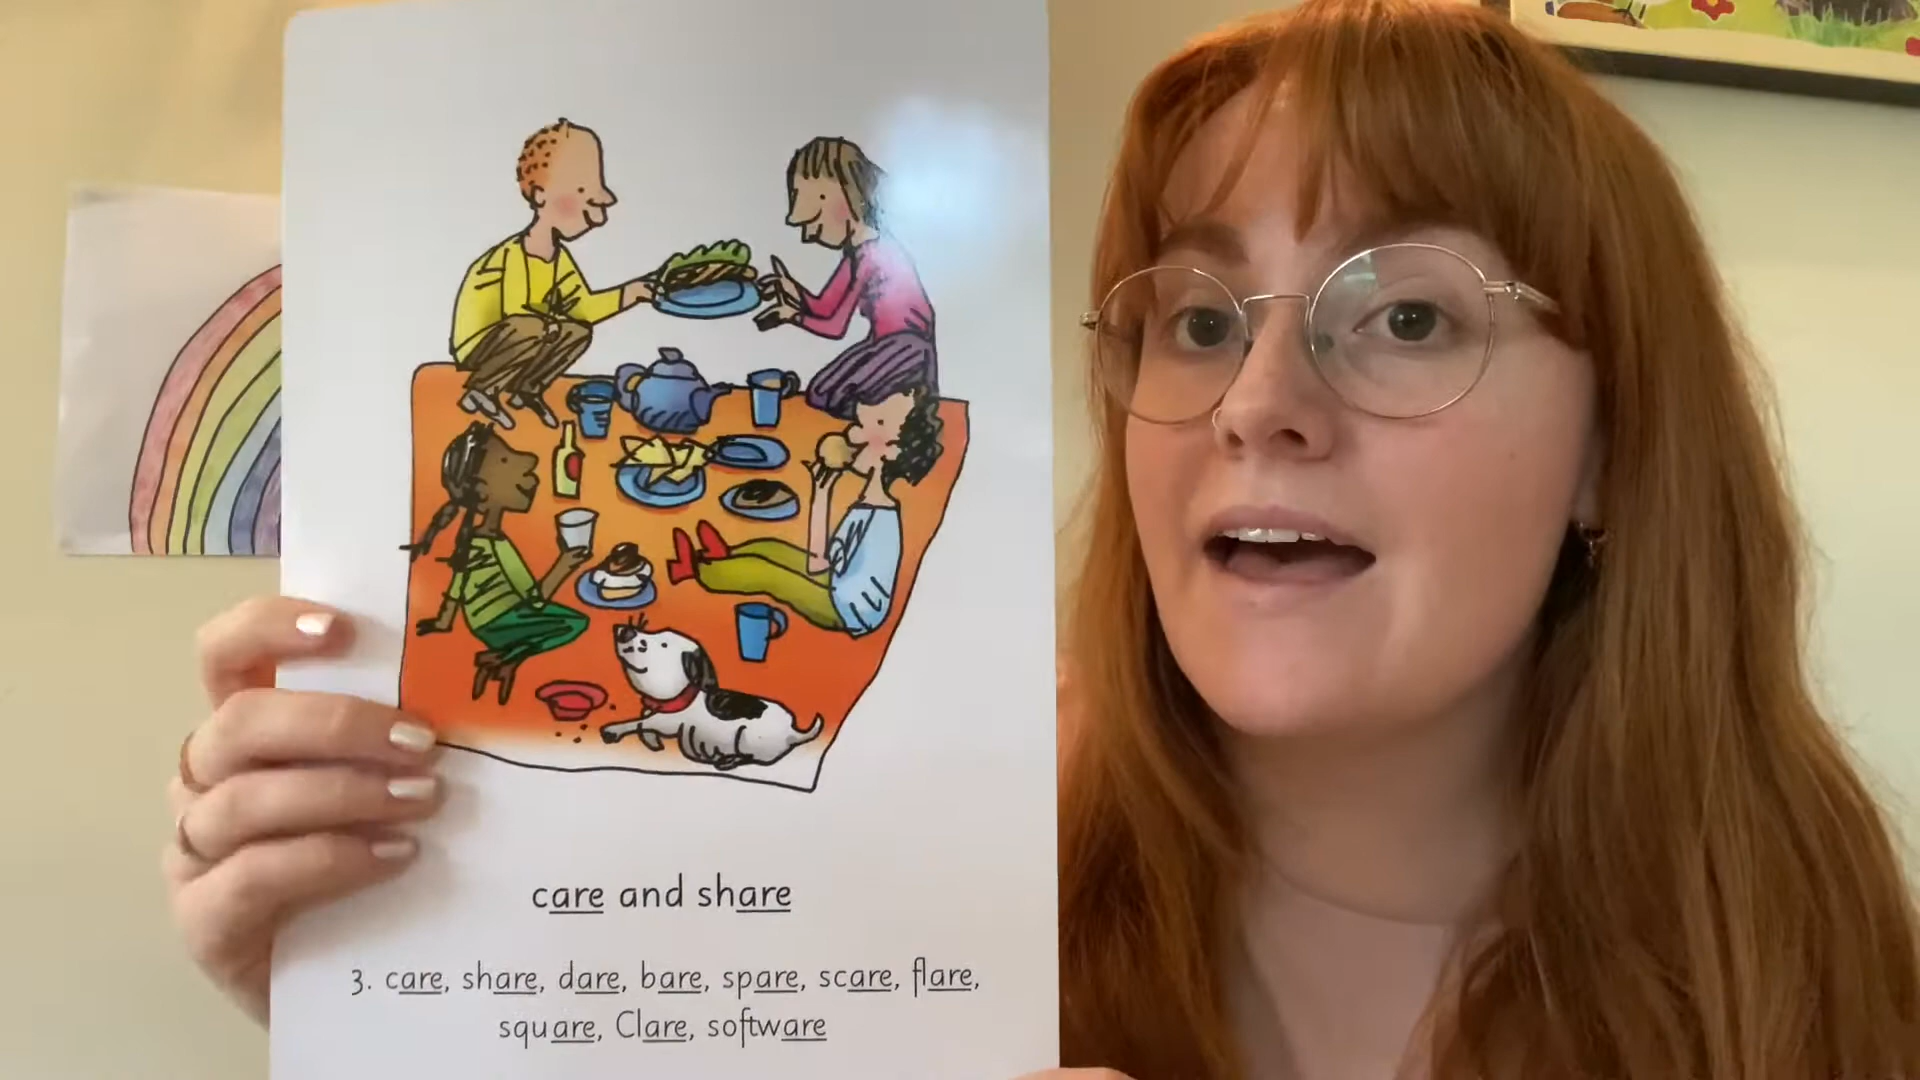 care and share
3. care, share, dare, bare, spare, scare, flare,
square, Clare, software